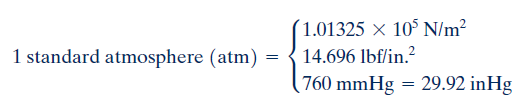 1.01325 × 10⁵ N/m²
1 standard atmosphere (atm) = { 14.696 lbf/in.²
760 mmHg = 29.92 inHg